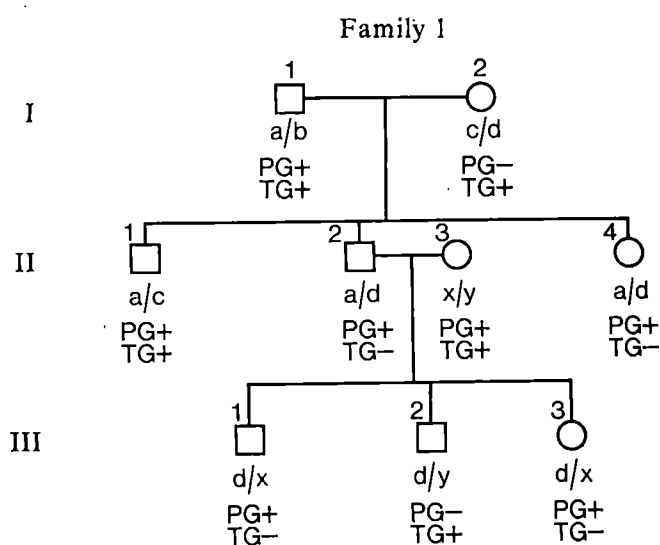 Family 1
I
1 2
a/b c/d
PG+ PG−
TG+ TG+
II
1 2 3 4
a/c a/d x/y a/d
PG+ PG+ PG+ PG+
TG+ TG− TG+ TG−
III
1 2 3
d/x d/y d/x
PG+ PG− PG+
TG− TG+ TG−